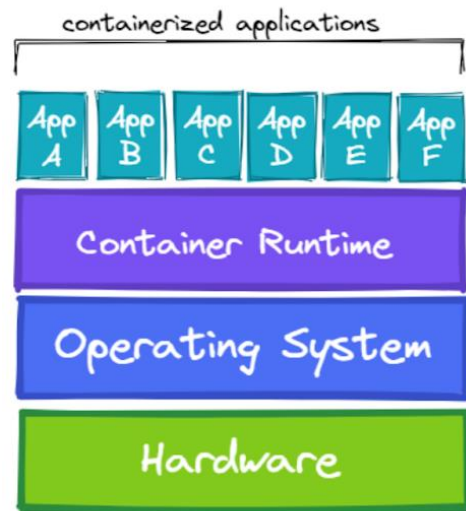 containerized applications
App App App App App App
A B C D E F
Container Runtime
Operating System
Hardware